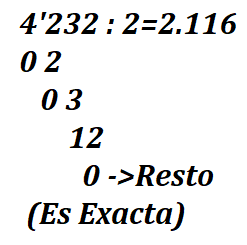 4'232 : 2=2.116
0 2
0 3
12
0 ->Resto
(Es Exacta)